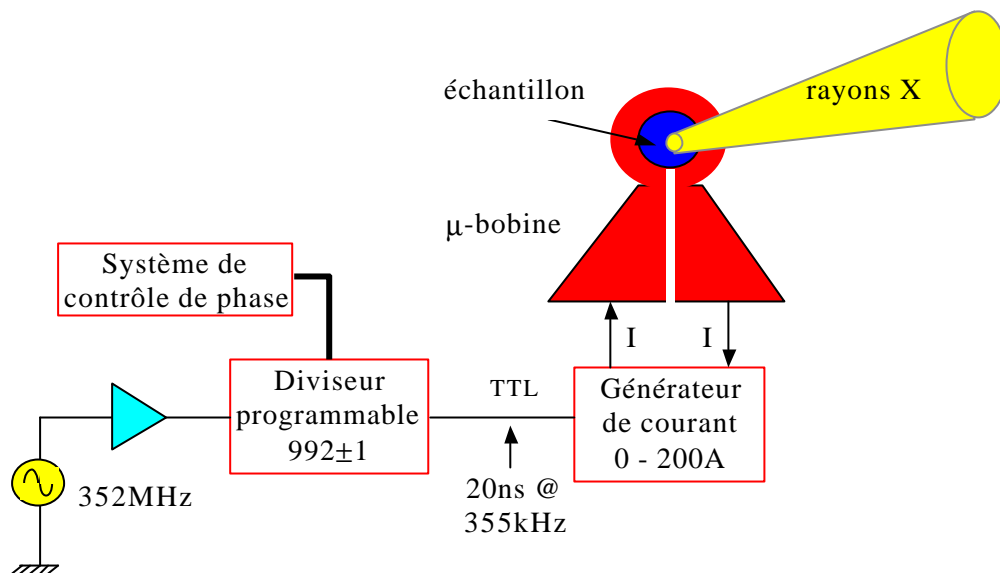 échantillon
rayons X
μ-bobine
Système de
contrôle de phase
I
I
Diviseur
programmable
992±1
TTL
Générateur
de courant
0 - 200A
352MHz
20ns @
355kHz